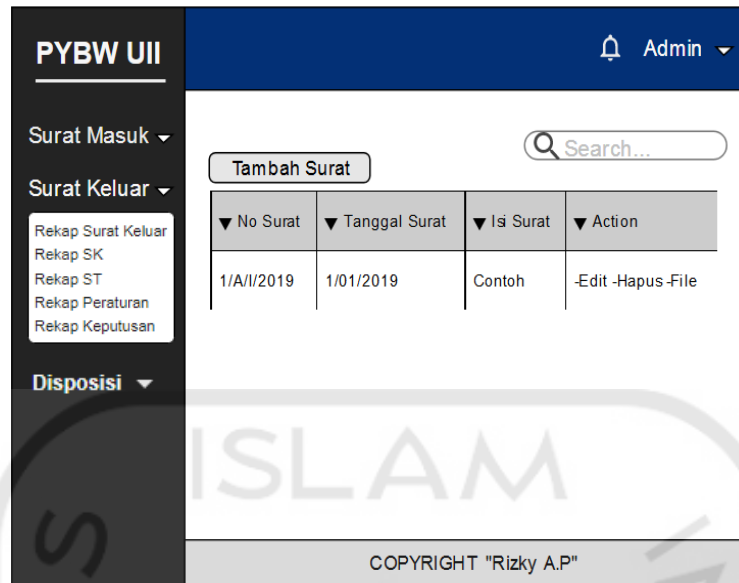 PYBW UII
Admin
Surat Masuk
Surat Keluar
Rekap Surat Keluar
Rekap SK
Rekap ST
Rekap Peraturan
Rekap Keputusan
Disposisi
Search...
Tambah Surat
No Surat Tanggal Surat Isi Surat Action
1/A/I/2019 1/01/2019 Contoh -Edit -Hapus -File
ISLAM
S
COPYRIGHT "Rizky A.P"